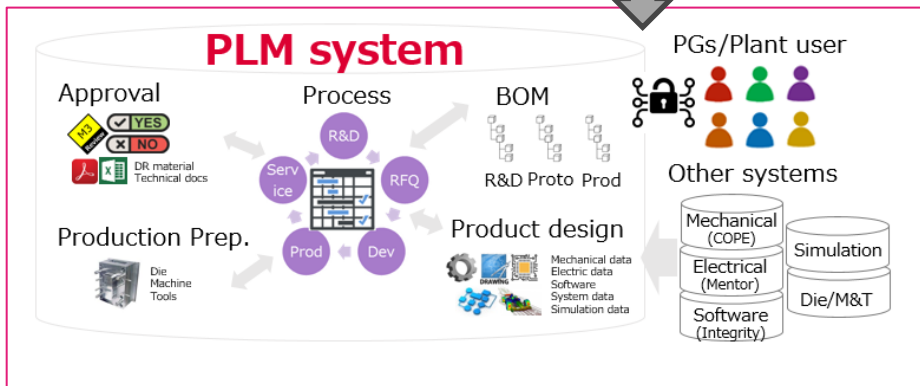 PLM system
Approval
M3
Review
YES
NO
DR material
Technical docs
Process
R&D
RFQ
Dev
Prod
Serv
ice
BOM
R&D Proto Prod
Production Prep.
Die
Machine
Tools
Product design
DRAWING
Mechanical data
Electric data
Software
System data
Simulation data
PGs/Plant user
Other systems
Mechanical
(COPE)
Electrical
(Mentor)
Software
(Integrity)
Simulation
Die/M&T